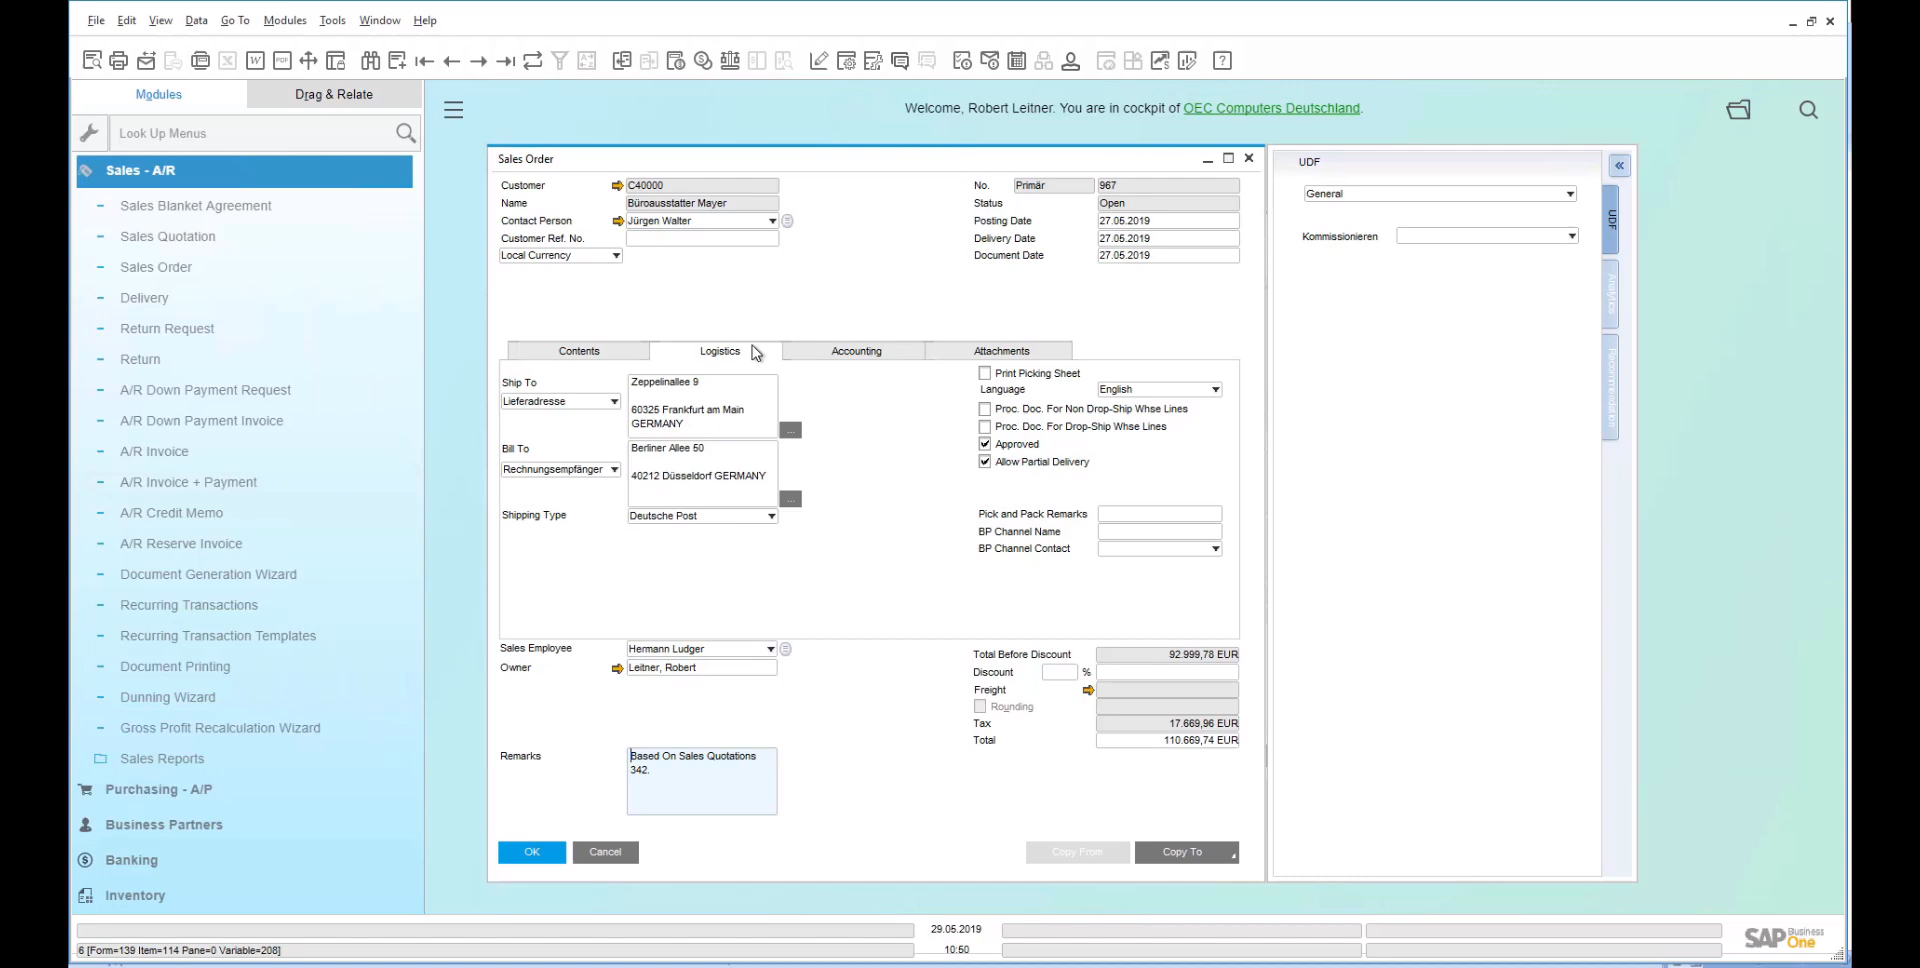 File Edit View Data Go To Modules Tools Window Help
Modules
Drag & Relate
Look Up Menus
Welcome, Robert Leitner. You are in cockpit of OEC Computers Deutschland.
Sales - A/R
Sales Blanket Agreement
Sales Quotation
Sales Order
Delivery
Return Request
Return
A/R Down Payment Request
A/R Down Payment Invoice
A/R Invoice
A/R Invoice + Payment
A/R Credit Memo
A/R Reserve Invoice
Document Generation Wizard
Recurring Transactions
Recurring Transaction Templates
Document Printing
Dunning Wizard
Gross Profit Recalculation Wizard
Sales Reports
Purchasing - A/P
Business Partners
Banking
Inventory
Sales Order
Customer C40000
Name Büroausstatter Mayer
Contact Person Jürgen Walter
Customer Ref. No.
Local Currency
No. Primär 967
Status Open
Posting Date 27.05.2019
Delivery Date 27.05.2019
Document Date 27.05.2019
Contents Logistics Accounting Attachments
Ship To
Lieferadresse
Zeppelinallee 9
60325 Frankfurt am Main
GERMANY
...
Bill To
Rechnungsempfänger
Berliner Allee 50
40212 Düsseldorf GERMANY
...
Shipping Type Deutsche Post
Print Picking Sheet
Language English
Proc. Doc. For Non Drop-Ship Whse Lines
Proc. Doc. For Drop-Ship Whse Lines
Approved
Allow Partial Delivery
Pick and Pack Remarks
BP Channel Name
BP Channel Contact
Sales Employee Hermann Ludger
Owner Leitner, Robert
Total Before Discount 92.999,78 EUR
Discount %
Freight
Rounding
Tax 17.669,96 EUR
Total 110.669,74 EUR
Remarks
Based On Sales Quotations
342.
OK Cancel Copy From Copy To
UDF
General
Kommissionieren
UDF
Analytics
Recommendation
29.05.2019
10:50
6 [Form=139 Item=114 Pane=0 Variable=208]
SAP Business One